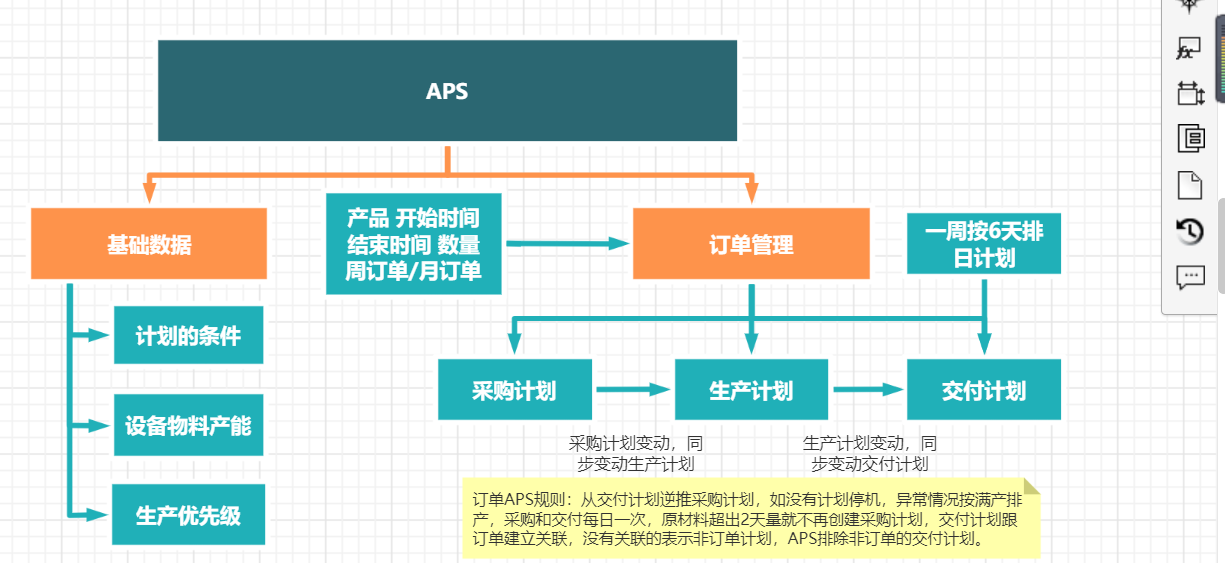 APS
产品 开始时间
结束时间 数量
周订单/月订单
基础数据
订单管理
一周按6天排
日计划
计划的条件
设备物料产能
生产优先级
采购计划
生产计划
交付计划
采购计划变动，同
步变动生产计划
生产计划变动，同
步变动交付计划
订单APS规则：从交付计划逆推采购计划，如没有计划停机，异常情况按满产排
产，采购和交付每日一次，原材料超出2天量就不再创建采购计划，交付计划跟
订单建立关联，没有关联的表示非订单计划，APS排除非订单的交付计划。